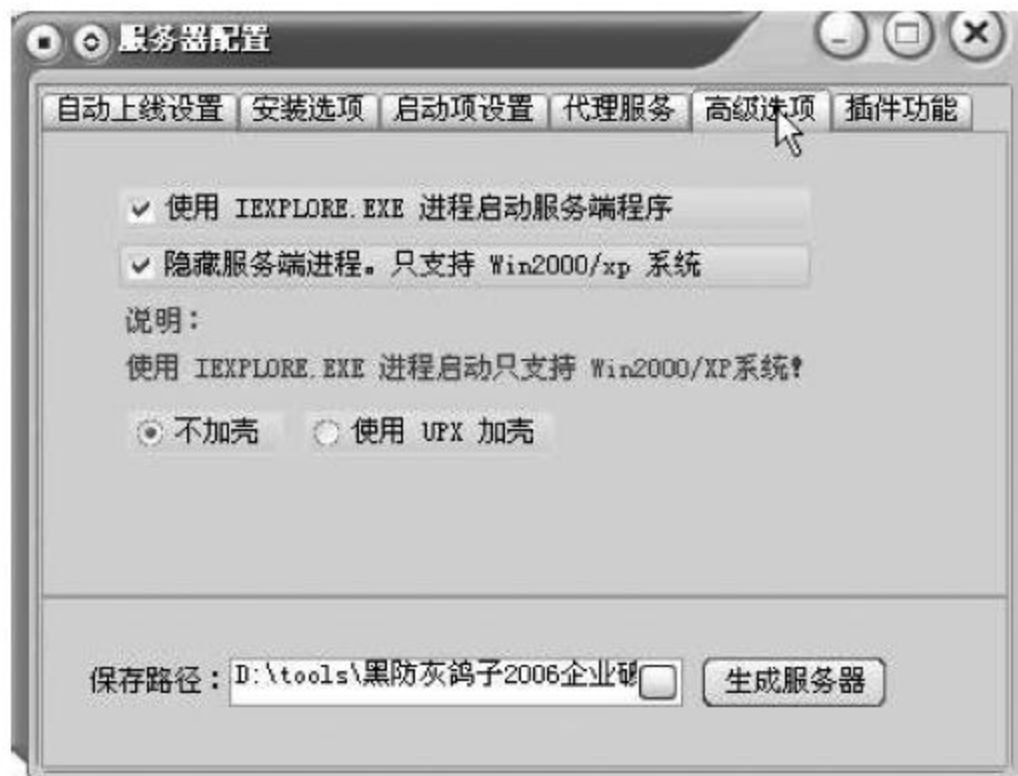 服务器配置
自动上线设置 安装选项 启动项设置 代理服务 高级选项 插件功能
使用 IEXPLORE.EXE 进程启动服务端程序
隐藏服务端进程。只支持 Win2000/xp 系统
说明：
使用 IEXPLORE.EXE 进程启动只支持 Win2000/XP系统！
不加壳 使用 UPX 加壳
保存路径： D:\tools\黑防灰鸽子2006企业 生成服务器